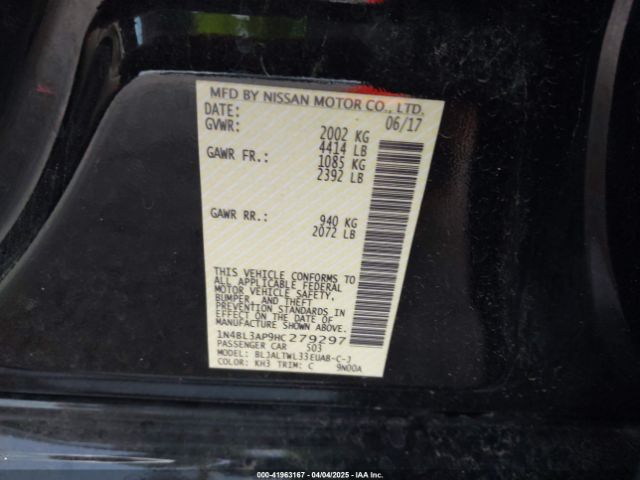 MFD BY NISSAN MOTOR CO., LTD.
DATE: 06/17
GVWR: 2002 KG
4414 LB
GAWR FR.: 1085 KG
2392 LB
GAWR RR.: 940 KG
2072 LB
THIS VEHICLE CONFORMS TO
ALL APPLICABLE FEDERAL
MOTOR VEHICLE SAFETY,
BUMPER, AND THEFT
PREVENTION STANDARDS IN
EFFECT ON THE DATE OF
MANUFACTURE SHOWN ABOVE.
1N4BL3AP9HC279297
PASSENGER CAR 503
MODEL: BLJALTWL33EUA8-C-J
COLOR: KH3 TRIM: C 9N00A
000-41963167 - 04/04/2025 - IAA Inc.